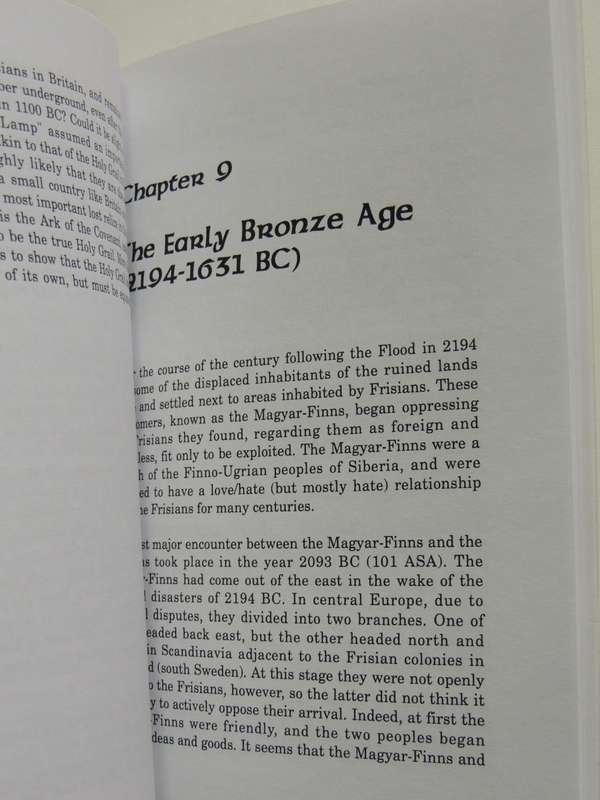 sians in Britain, and
per underground, even
in 1100 BC? Could it be
Lamp" assumed an
kin to that of the Holy Grail
ghly likely that they are
a small country like
most important lost
is the Ark of the Covenant
o be the true Holy Grail.
s to show that the Holy
of its own, but must be
Chapter 9
The Early Bronze Age
2194-1631 BC)
the course of the century following the Flood in 2194
ome of the displaced inhabitants of the ruined lands
and settled next to areas inhabited by Frisians. These
omers, known as the Magyar-Finns, began oppressing
risians they found, regarding them as foreign and
less, fit only to be exploited. The Magyar-Finns were a
h of the Finno-Ugrian peoples of Siberia, and were
ed to have a love/hate (but mostly hate) relationship
he Frisians for many centuries.
st major encounter between the Magyar-Finns and the
ns took place in the year 2093 BC (101 ASA). The
r-Finns had come out of the east in the wake of the
l disasters of 2194 BC. In central Europe, due to
l disputes, they divided into two branches. One of
eaded back east, but the other headed north and
in Scandinavia adjacent to the Frisian colonies in
d (south Sweden). At this stage they were not openly
o the Frisians, however, so the latter did not think it
y to actively oppose their arrival. Indeed, at first the
-Finns were friendly, and the two peoples began
deas and goods. It seems that the Magyar-Finns and